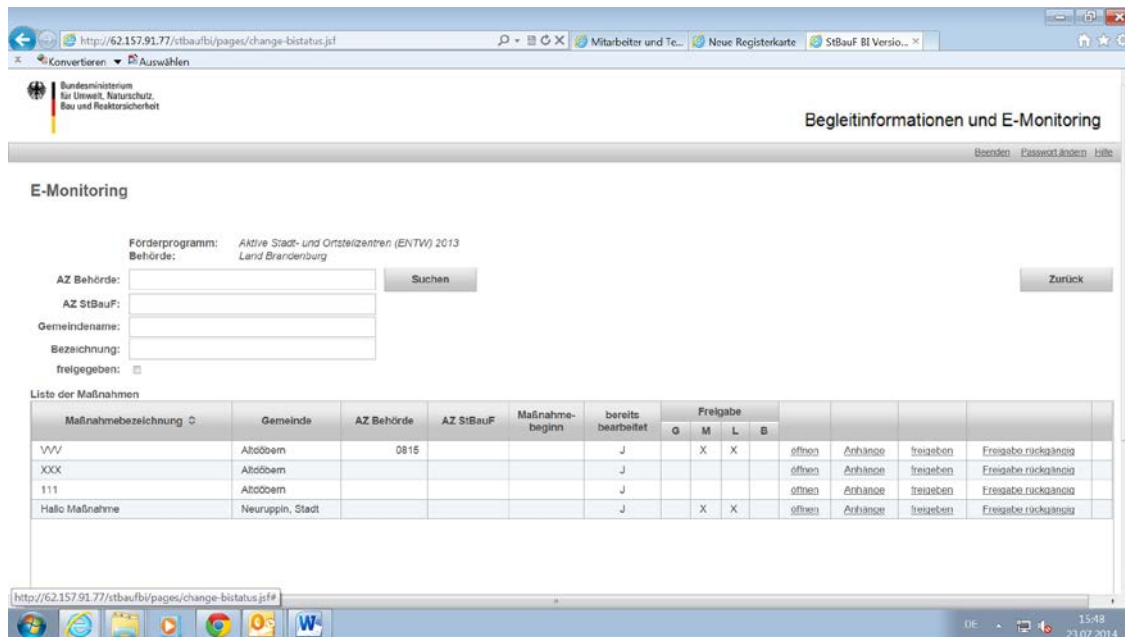 http://62.157.91.77/stbaufbi/pages/change-bistatus.jsf
Mitarbeiter und Te...
Neue Registerkarte
StBauF BI Versio...
Konvertieren
Auswählen
Bundesministerium
für Umwelt, Naturschutz,
Bau und Reaktorsicherheit
Begleitinformationen und E-Monitoring
Beenden Passwort ändern Hilfe
E-Monitoring
Förderprogramm: Aktive Stadt- und Ortsteilzentren (ENTW) 2013
Behörde: Land Brandenburg
AZ Behörde: Suchen Zurück
AZ StBauF:
Gemeindename:
Bezeichnung:
freigegeben:
Liste der Maßnahmen
Maßnahmebezeichnung Gemeinde AZ Behörde AZ StBauF Maßnahme-beginn bereits bearbeitet Freigabe
G M L B
VVV Altdöbern 0815 J X X öffnen Anhänge freigeben Freigabe rückgängig
XXX Altdöbern J öffnen Anhänge freigeben Freigabe rückgängig
111 Altdöbern J öffnen Anhänge freigeben Freigabe rückgängig
Hallo Maßnahme Neuruppin, Stadt J X X öffnen Anhänge freigeben Freigabe rückgängig
http://62.157.91.77/stbaufbi/pages/change-bistatus.jsf#
DE 15:48
23.07.2014